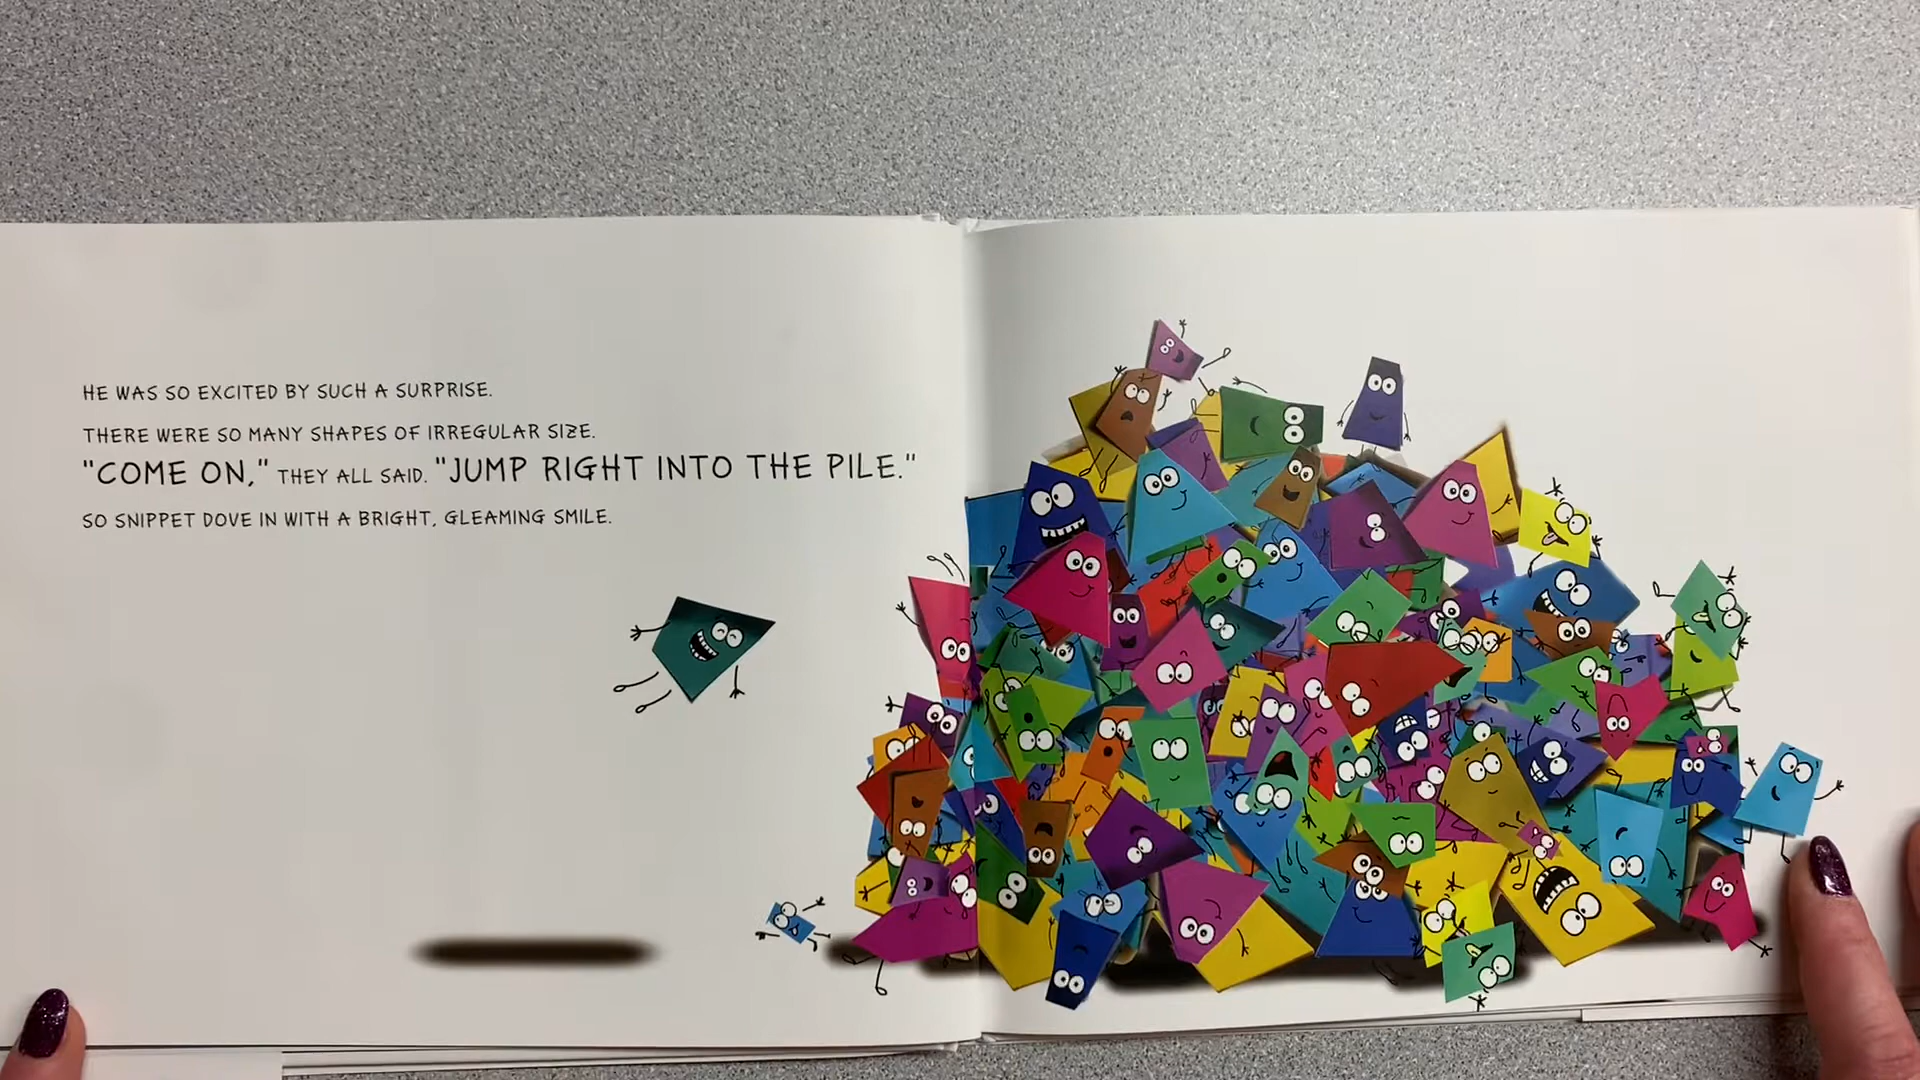 HE WAS SO EXCITED BY SUCH A SURPRISE.
THERE WERE SO MANY SHAPES OF IRREGULAR SIZE.
"COME ON," THEY ALL SAID. "JUMP RIGHT INTO THE PILE."
SO SNIPPET DOVE IN WITH A BRIGHT, GLEAMING SMILE.